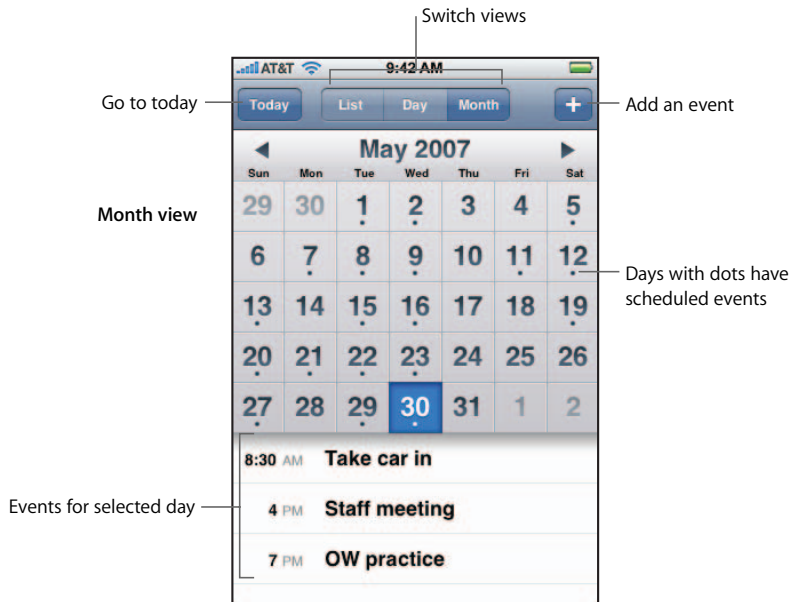 Switch views
AT&T 9:42 AM
Go to today
Today List Day Month +
Add an event
May 2007
Sun Mon Tue Wed Thu Fri Sat
Month view
29 30 1 2 3 4 5
6 7 8 9 10 11 12
Days with dots have
scheduled events
13 14 15 16 17 18 19
20 21 22 23 24 25 26
27 28 29 30 31 1 2
8:30 AM Take car in
Events for selected day
4 PM Staff meeting
7 PM OW practice